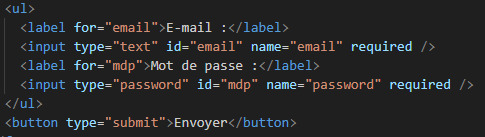 <ul>
<label for="email">E-mail :</label>
<input type="text" id="email" name="email" required />
<label for="mdp">Mot de passe :</label>
<input type="password" id="mdp" name="password" required />
</ul>
<button type="submit">Envoyer</button>